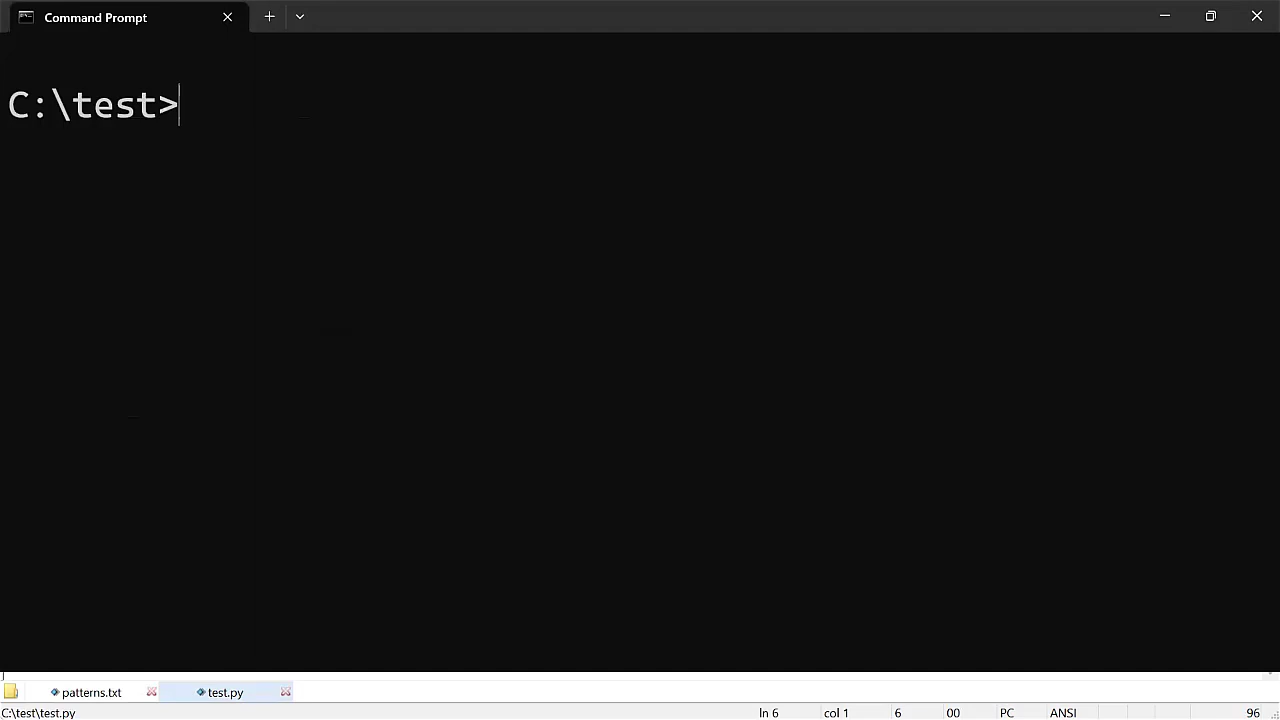 Command Prompt
C:\test>
patterns.txt
test.py
C:\test\test.py
ln 6
col 1
6
00
PC
ANSI
96